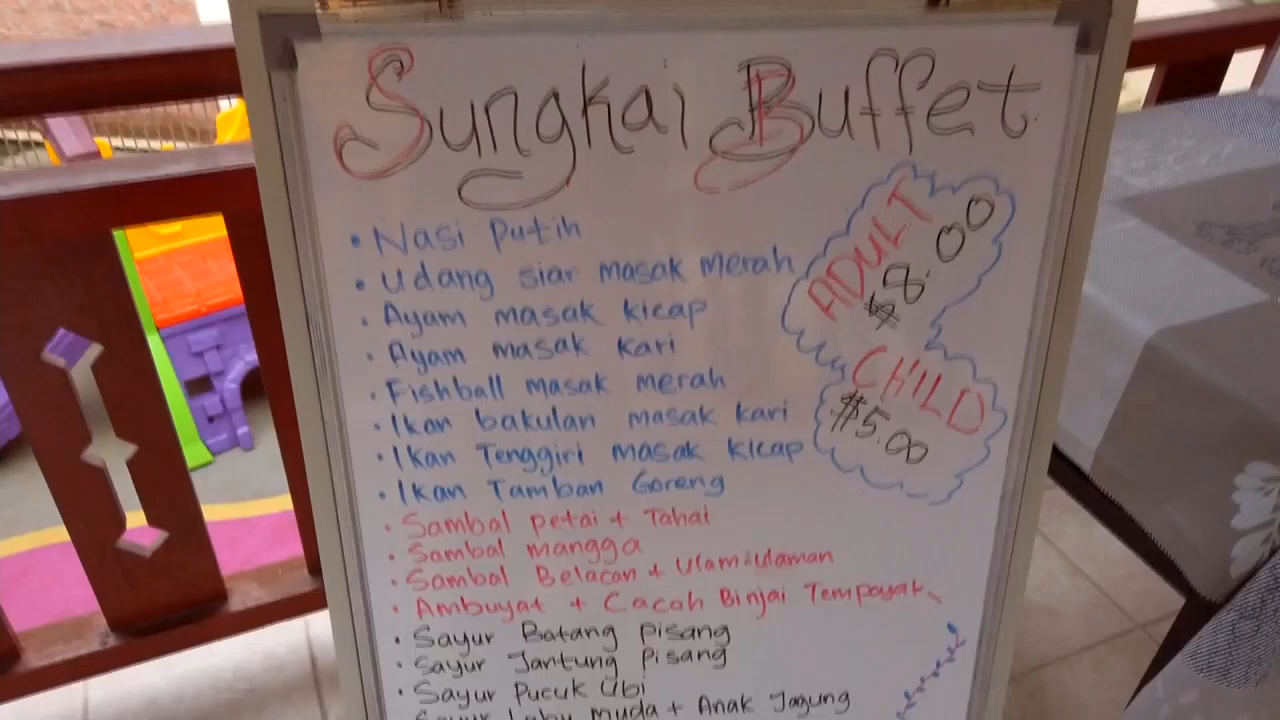 Sungkai Buffet
• Nasi Putih
• Udang siar masak merah
• Ayam masak kicap
• Ayam masak kari
• Fishball masak merah
• Ikan bakulan masak kari
• Ikan Tenggiri masak kicap
• Ikan Tamban Goreng
ADULT
$8.00
CHILD
$5.00
• Sambal petai + Tahai
• Sambal mangga
• Sambal Belacan + Ulam-ulaman
• Ambuyat + Cacah Binjai Tempoyak
• Sayur Batang Pisang
• Sayur Jantung Pisang
• Sayur Pucuk Ubi
Sayur Labu muda + Anak Jagung